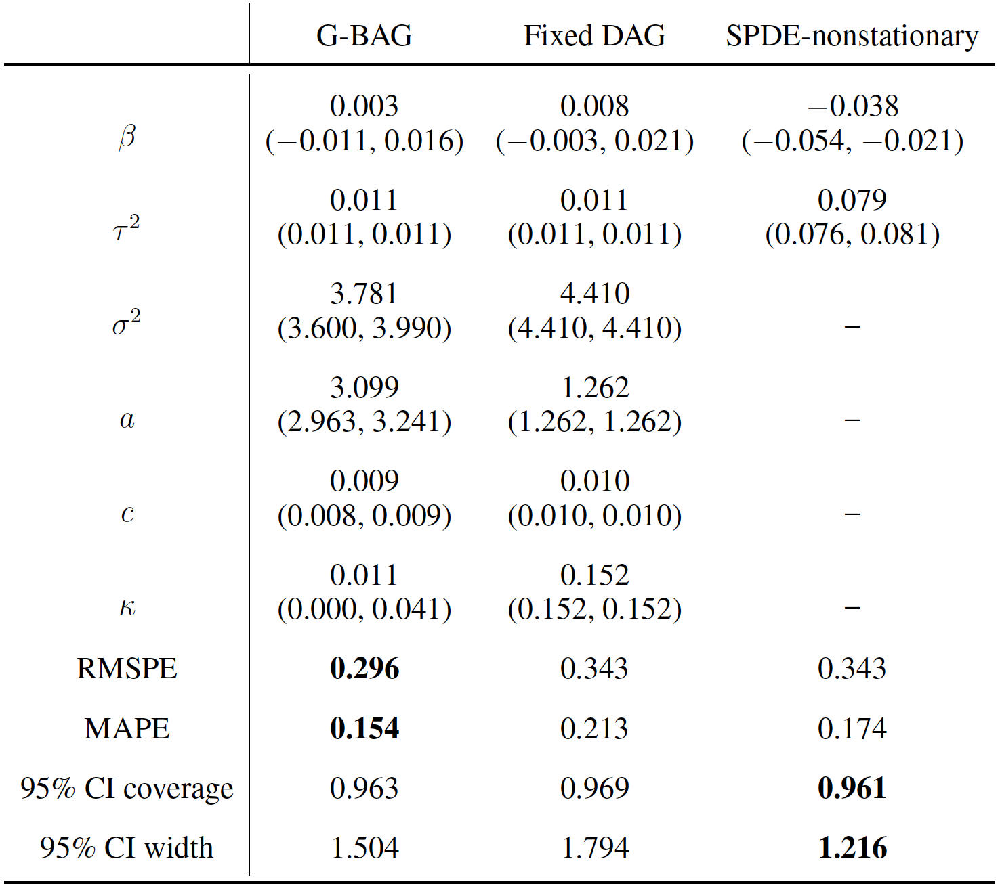 G-BAG Fixed DAG SPDE-nonstationary
0.003 0.008 −0.038
β (−0.011, 0.016) (−0.003, 0.021) (−0.054, −0.021)
0.011 0.011 0.079
τ² (0.011, 0.011) (0.011, 0.011) (0.076, 0.081)
3.781 4.410
σ² (3.600, 3.990) (4.410, 4.410) –
3.099 1.262
a (2.963, 3.241) (1.262, 1.262) –
0.009 0.010
c (0.008, 0.009) (0.010, 0.010) –
0.011 0.152
κ (0.000, 0.041) (0.152, 0.152) –
RMSPE 0.296 0.343 0.343
MAPE 0.154 0.213 0.174
95% CI coverage 0.963 0.969 0.961
95% CI width 1.504 1.794 1.216